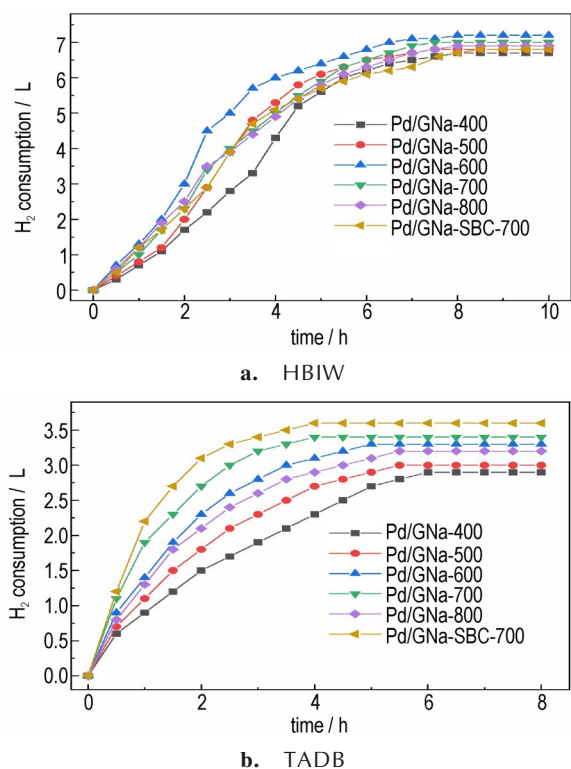 7
6
5
4
3
2
1
0
H₂ consumption / L
Pd/GNa-400
Pd/GNa-500
Pd/GNa-600
Pd/GNa-700
Pd/GNa-800
Pd/GNa-SBC-700
0 2 4 6 8 10
time / h
a. HBIW
3.5
3.0
2.5
2.0
1.5
1.0
0.5
0.0
H₂ consumption / L
Pd/GNa-400
Pd/GNa-500
Pd/GNa-600
Pd/GNa-700
Pd/GNa-800
Pd/GNa-SBC-700
0 2 4 6 8
time / h
b. TADB